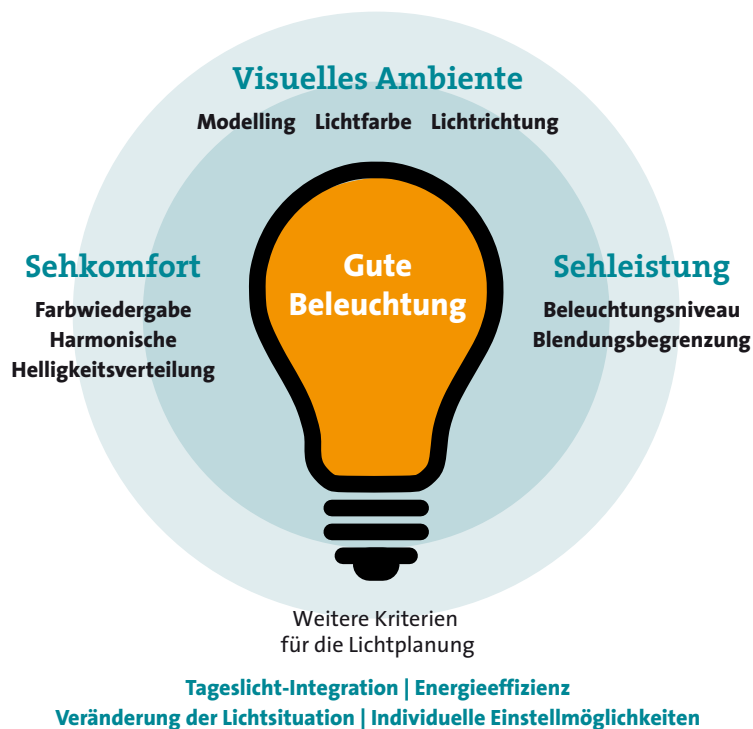 Visuelles Ambiente
Modelling Lichtfarbe Lichtrichtung
Gute
Beleuchtung
Sehkomfort
Farbwiedergabe
Harmonische
Helligkeitsverteilung
Sehleistung
Beleuchtungsniveau
Blendungsbegrenzung
Weitere Kriterien
für die Lichtplanung
Tageslicht-Integration | Energieeffizienz
Veränderung der Lichtsituation | Individuelle Einstellmöglichkeiten